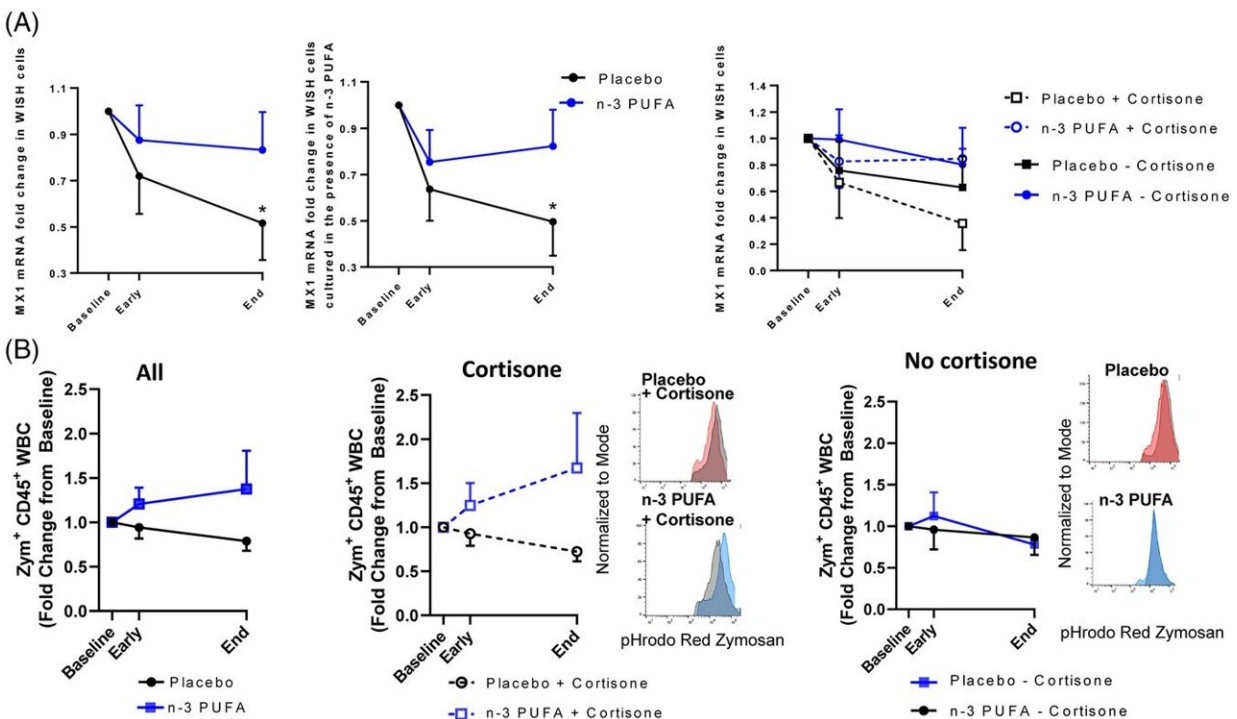 (A)
MX1 mRNA fold change in WISH cells
1.1
0.9
0.7
0.5
0.3
*
Baseline
Early
End
MX1 mRNA fold change in WISH cells
cultured in the presence of n-3 PUFA
1.1
0.9
0.7
0.5
0.3
*
Baseline
Early
End
Placebo
n-3 PUFA
MX1 mRNA fold change in WISH cells
1.4
1.2
1.0
0.8
0.6
0.4
0.2
0.0
Baseline
Early
End
Placebo + Cortisone
n-3 PUFA + Cortisone
Placebo - Cortisone
n-3 PUFA - Cortisone
(B)
All
Zym+ CD45+ WBC
(Fold Change from Baseline)
2.5
2.0
1.5
1.0
0.5
0.0
Baseline
Early
End
Placebo
n-3 PUFA
Cortisone
Zym+ CD45+ WBC
(Fold Change from Baseline)
2.5
2.0
1.5
1.0
0.5
0.0
Baseline
Early
End
Placebo + Cortisone
n-3 PUFA + Cortisone
Placebo
+ Cortisone
n-3 PUFA
+ Cortisone
Normalized to Mode
pHrodo Red Zymosan
No cortisone
Zym+ CD45+ WBC
(Fold Change from Baseline)
2.5
2.0
1.5
1.0
0.5
0.0
Baseline
Early
End
Placebo - Cortisone
n-3 PUFA - Cortisone
Placebo
n-3 PUFA
Normalized to Mode
pHrodo Red Zymosan